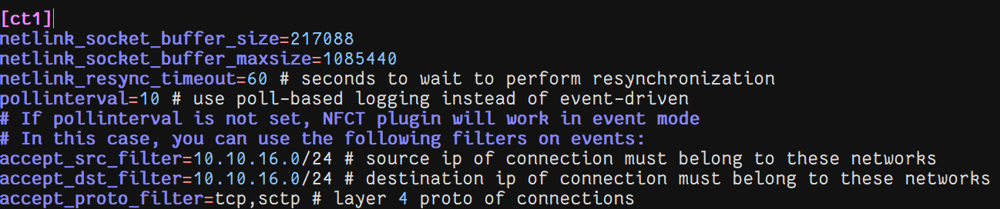 [ct1]
netlink_socket_buffer_size=217088
netlink_socket_buffer_maxsize=1085440
netlink_resync_timeout=60 # seconds to wait to perform resynchronization
pollinterval=10 # use poll-based logging instead of event-driven
# If pollinterval is not set, NFCT plugin will work in event mode
# In this case, you can use the following filters on events:
accept_src_filter=10.10.16.0/24 # source ip of connection must belong to these networks
accept_dst_filter=10.10.16.0/24 # destination ip of connection must belong to these networks
accept_proto_filter=tcp,sctp # layer 4 proto of connections